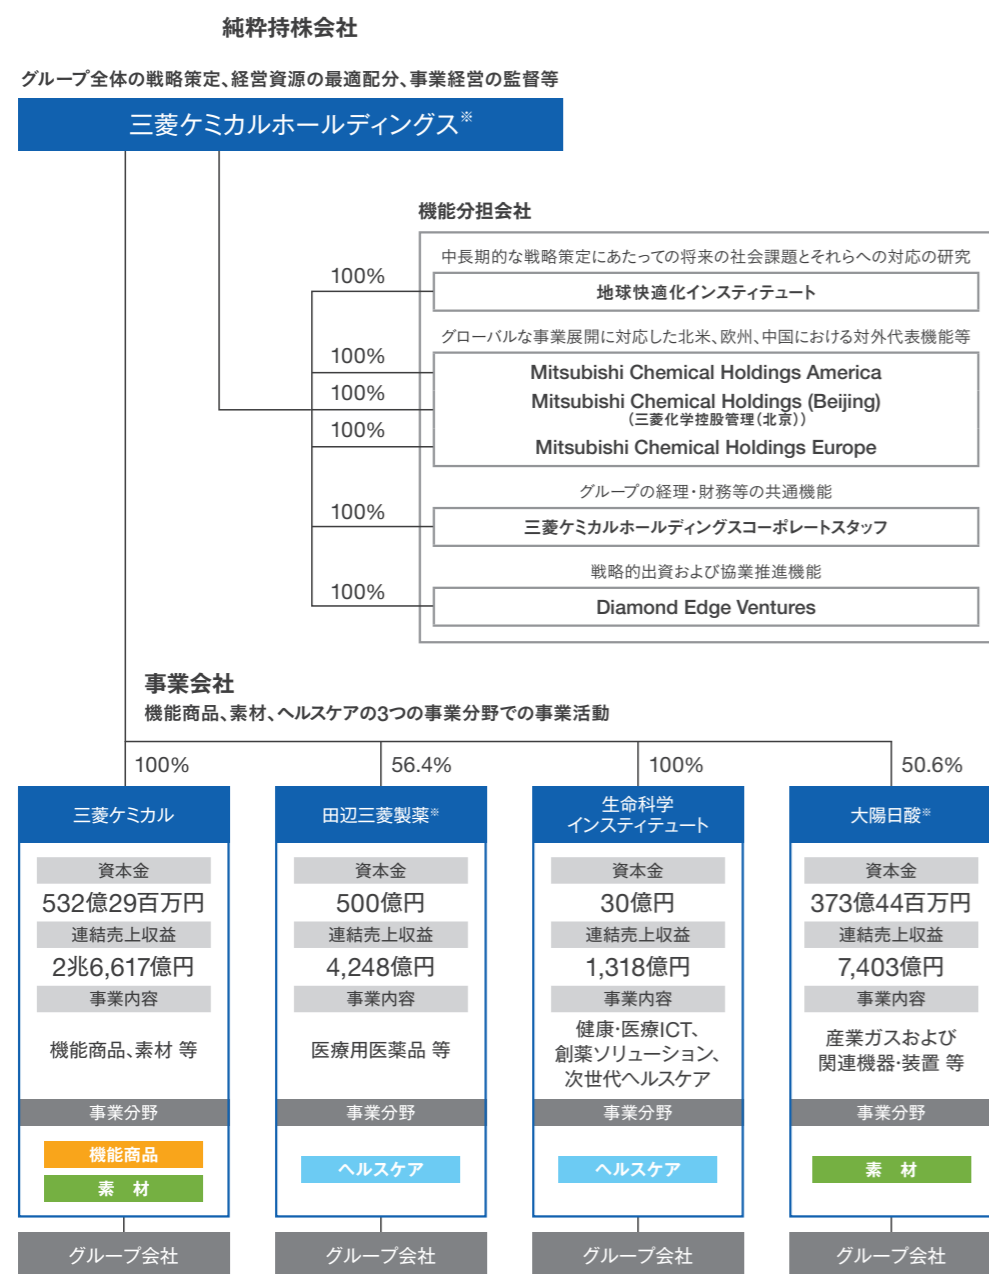 純粋持株会社
グループ全体の戦略策定、経営資源の最適配分、事業経営の監督等
三菱ケミカルホールディングス※
機能分担会社
中長期的な戦略策定にあたっての将来の社会課題とそれらへの対応の研究
100%
地球快適化インスティテュート
グローバルな事業展開に対応した北米、欧州、中国における対外代表機能等
100%
Mitsubishi Chemical Holdings America
100%
Mitsubishi Chemical Holdings (Beijing)
（三菱化学控股管理（北京））
100%
Mitsubishi Chemical Holdings Europe
グループの経理・財務等の共通機能
100%
三菱ケミカルホールディングスコーポレートスタッフ
戦略的出資および協業推進機能
100%
Diamond Edge Ventures
事業会社
機能商品、素材、ヘルスケアの3つの事業分野での事業活動
100%
三菱ケミカル
資本金
532億29百万円
連結売上収益
2兆6,617億円
事業内容
機能商品、素材 等
事業分野
機能商品
素 材
グループ会社
56.4%
田辺三菱製薬※
資本金
500億円
連結売上収益
4,248億円
事業内容
医療用医薬品 等
事業分野
ヘルスケア
グループ会社
100%
生命科学
インスティテュート
資本金
30億円
連結売上収益
1,318億円
事業内容
健康・医療ICT、
創薬ソリューション、
次世代ヘルスケア
事業分野
ヘルスケア
グループ会社
50.6%
大陽日酸※
資本金
373億44百万円
連結売上収益
7,403億円
事業内容
産業ガスおよび
関連機器・装置 等
事業分野
素 材
グループ会社